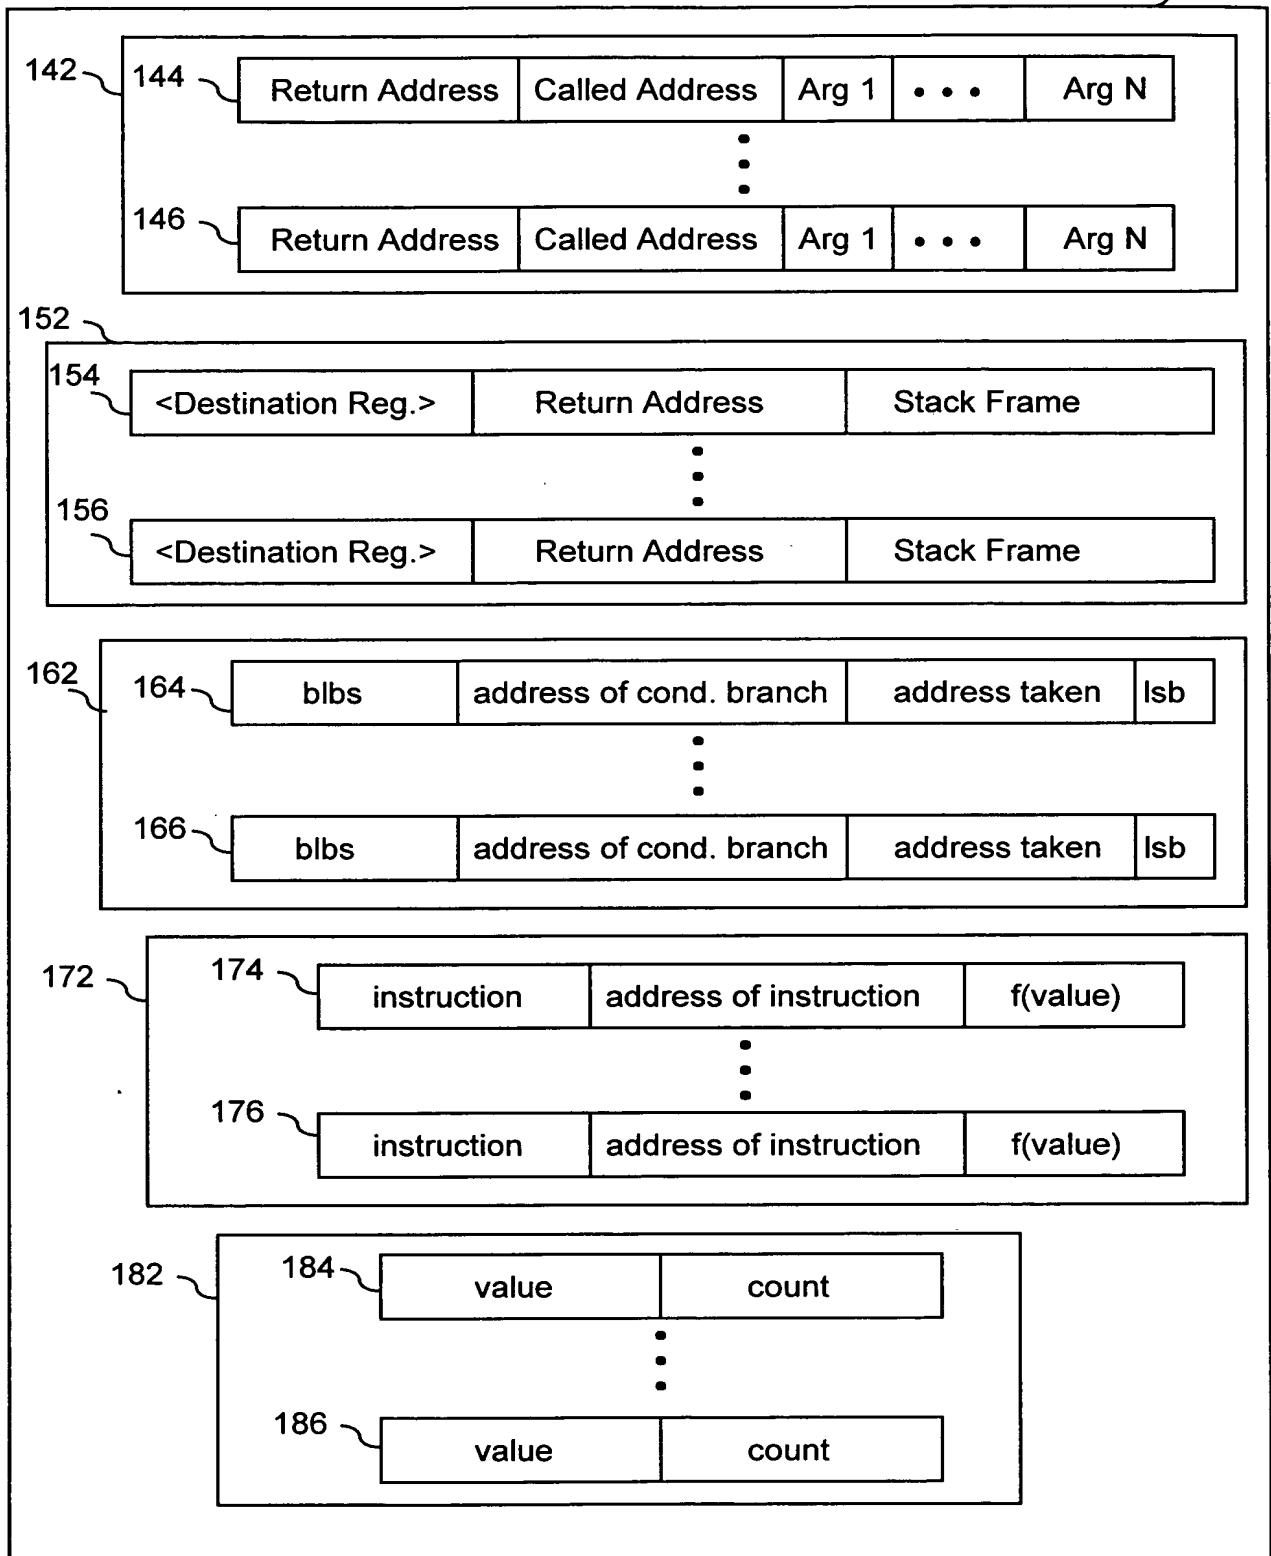 142
144
Return Address Called Address Arg 1 • • • Arg N
146
Return Address Called Address Arg 1 • • • Arg N
152
154
<Destination Reg.> Return Address Stack Frame
156
<Destination Reg.> Return Address Stack Frame
162
164
blbs address of cond. branch address taken lsb
166
blbs address of cond. branch address taken lsb
172
174
instruction address of instruction f(value)
176
instruction address of instruction f(value)
182
184
value count
186
value count